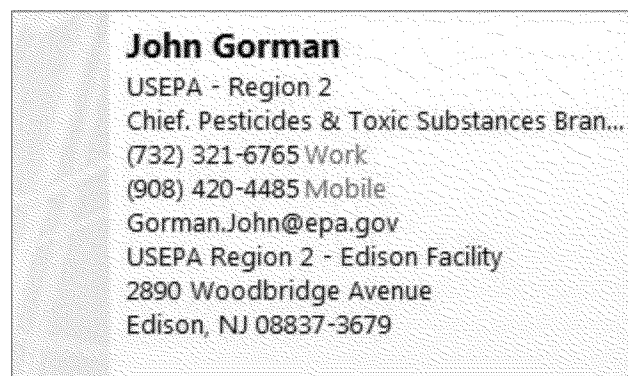 John Gorman
USEPA - Region 2
Chief. Pesticides & Toxic Substances Bran...
(732) 321-6765 Work
(908) 420-4485 Mobile
Gorman.John@epa.gov
USEPA Region 2 - Edison Facility
2890 Woodbridge Avenue
Edison, NJ 08837-3679